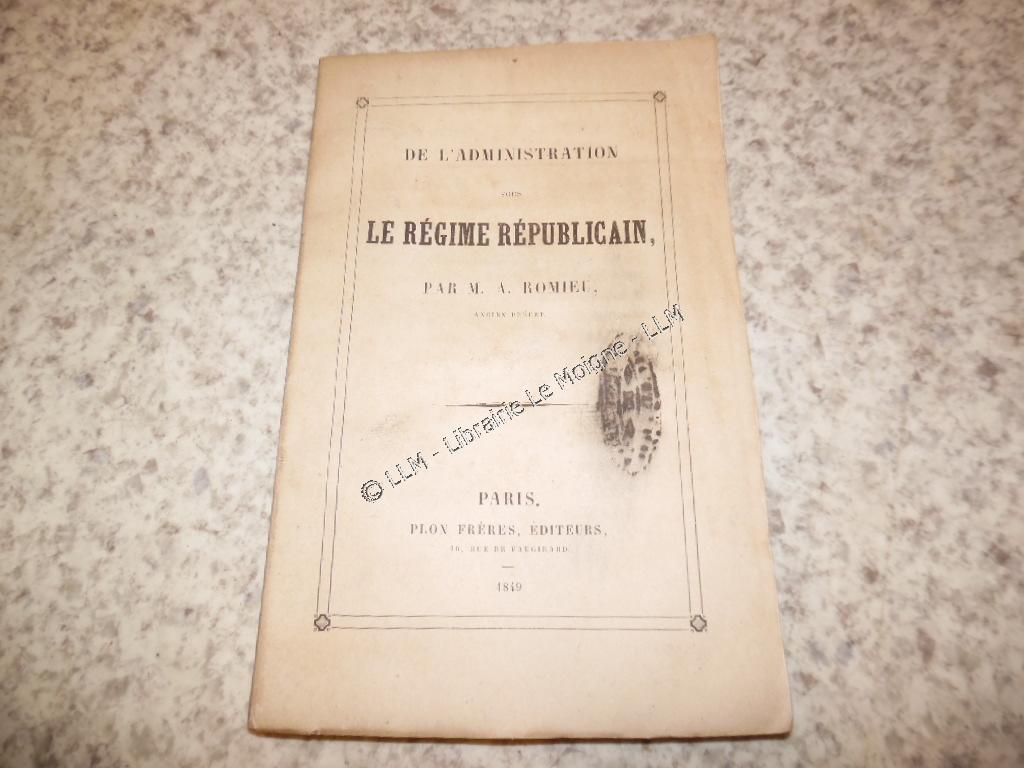 DE L'ADMINISTRATION
SOUS
LE RÉGIME RÉPUBLICAIN,
PAR M. A. ROMIEU,
ANCIEN PRÉFET.
© LLM - Librairie Le Moigne - LLM
PARIS,
PLON FRÈRES, ÉDITEURS,
RUE DE VAUGIRARD.
1849